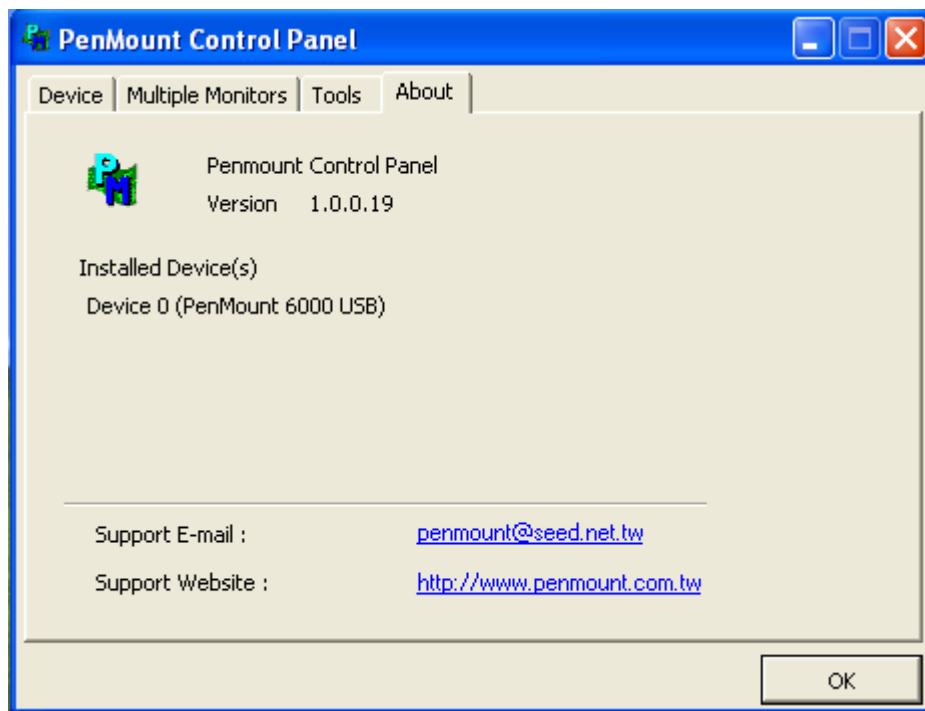 PenMount Control Panel
Device Multiple Monitors Tools About
PM
Penmount Control Panel
Version 1.0.0.19
Installed Device(s)
Device 0 (PenMount 6000 USB)
Support E-mail : penmount@seed.net.tw
Support Website : http://www.penmount.com.tw
OK